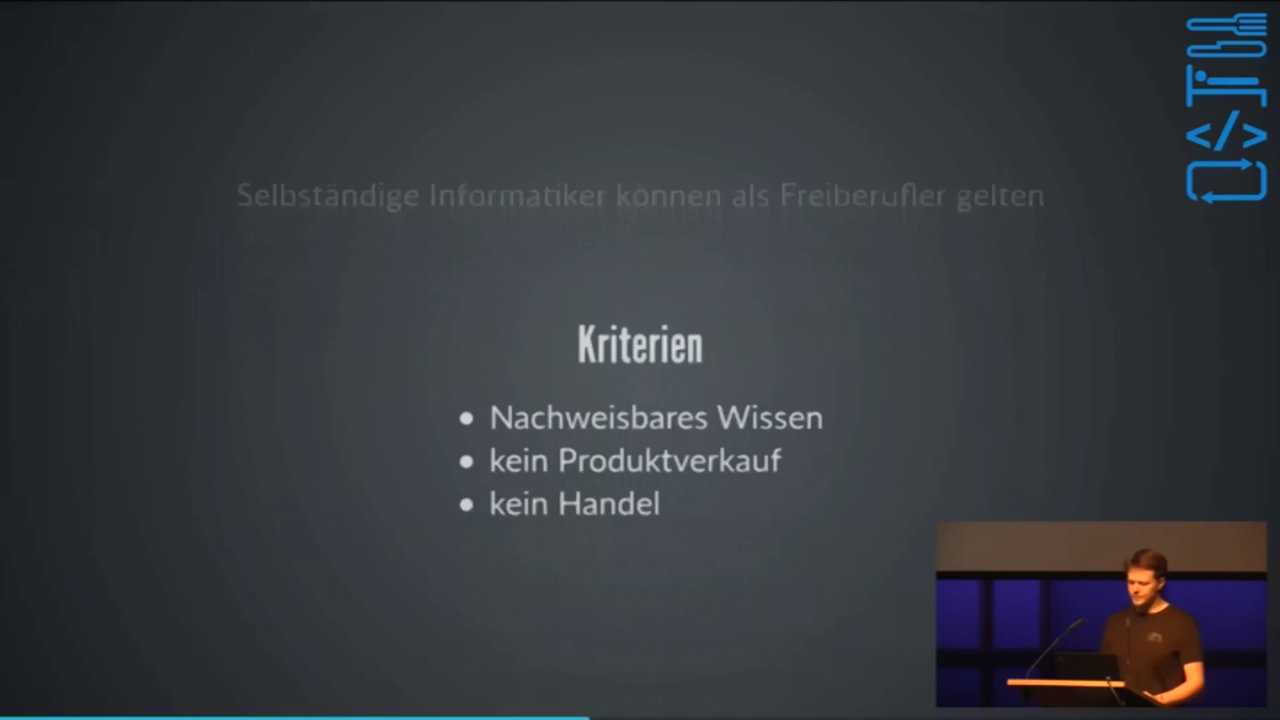 Selbständige Informatiker können als Freiberufler gelten
Kriterien
Nachweisbares Wissen
kein Produktverkauf
kein Handel